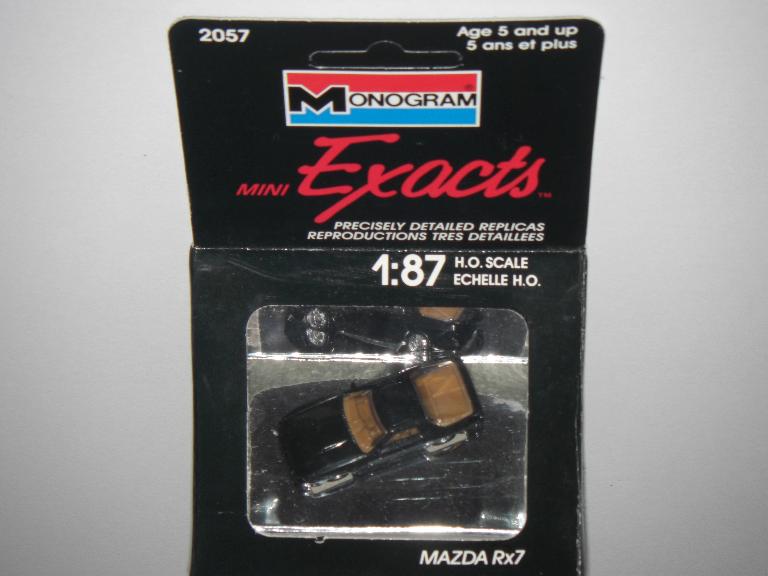 2057
Age 5 and up
5 ans et plus
MONOGRAM®
MINI Exacts™
PRECISELY DETAILED REPLICAS
REPRODUCTIONS TRES DETAILLEES
1:87 H.O. SCALE
ECHELLE H.O.
MAZDA Rx7